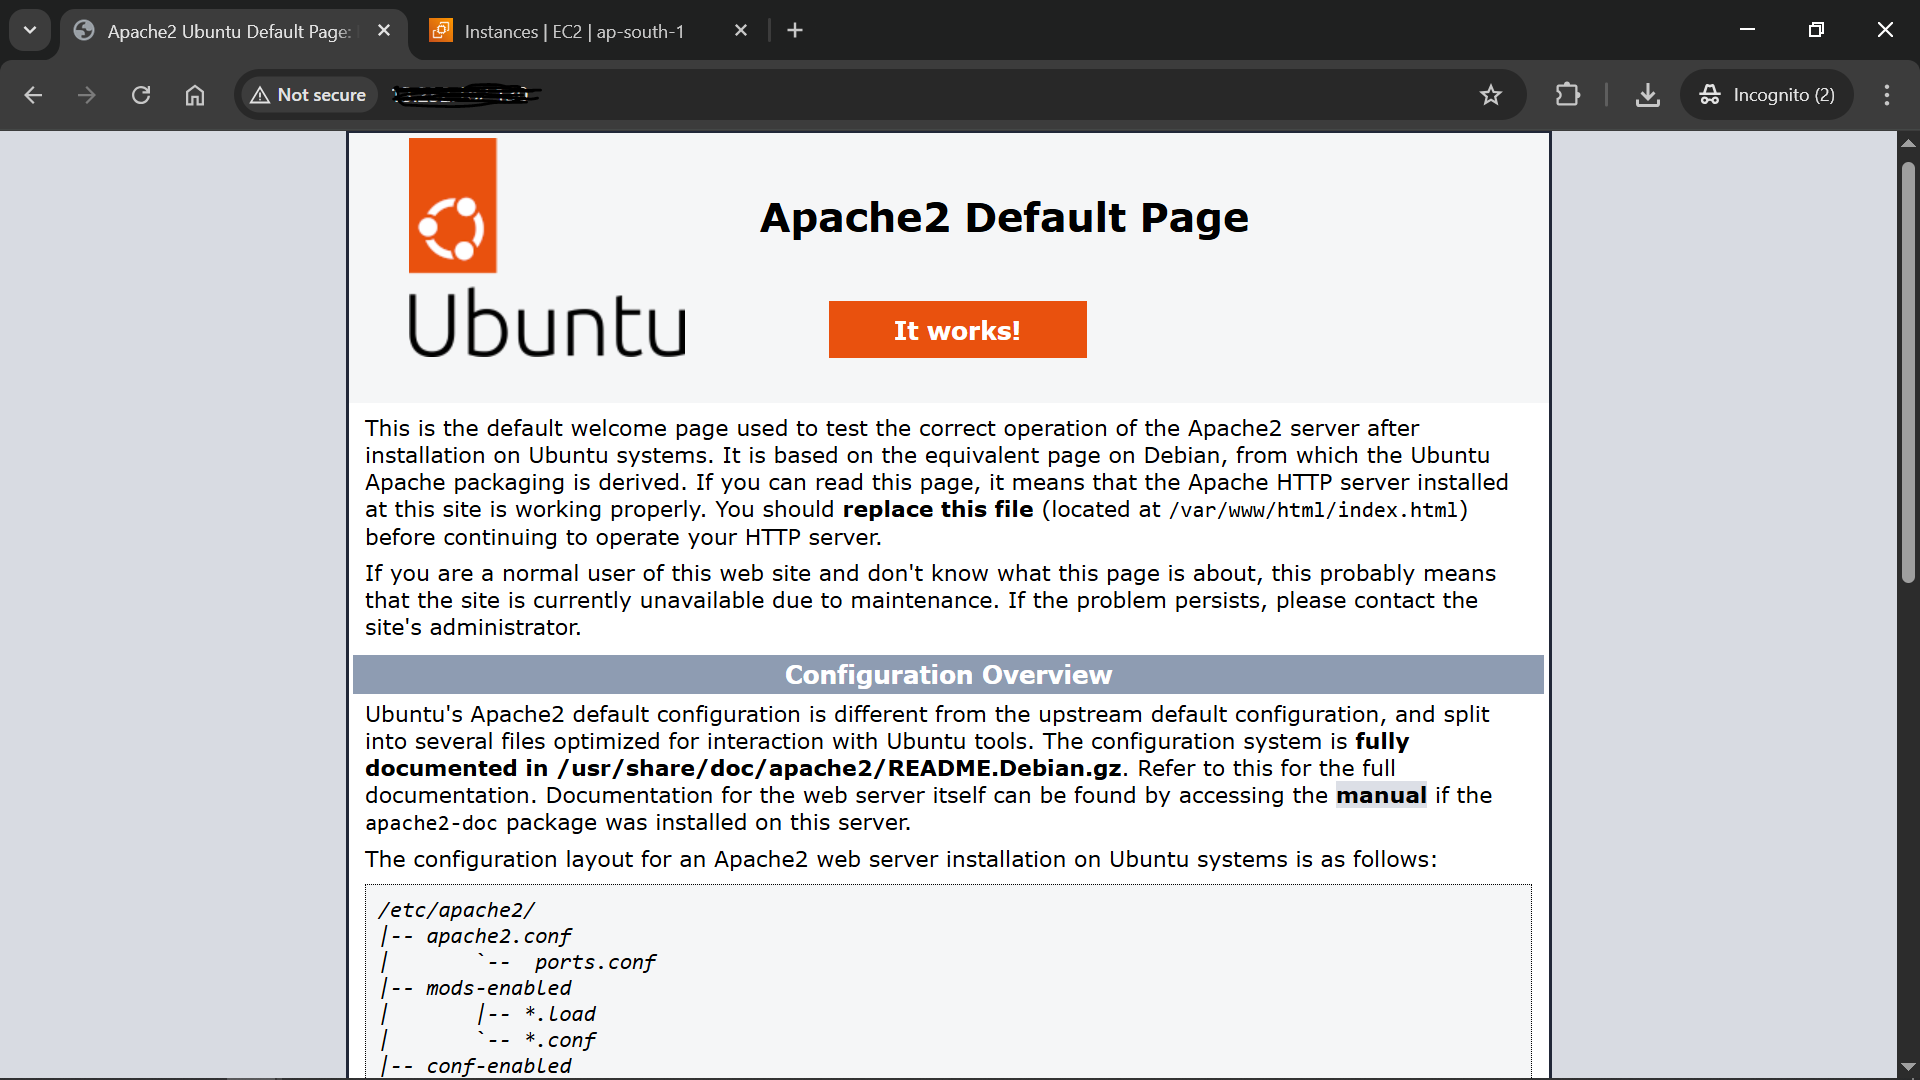 Apache2 Ubuntu Default Page:
Instances | EC2 | ap-south-1
Not secure
Incognito (2)
Ubuntu
Apache2 Default Page
It works!
This is the default welcome page used to test the correct operation of the Apache2 server after
installation on Ubuntu systems. It is based on the equivalent page on Debian, from which the Ubuntu
Apache packaging is derived. If you can read this page, it means that the Apache HTTP server installed
at this site is working properly. You should replace this file (located at /var/www/html/index.html)
before continuing to operate your HTTP server.
If you are a normal user of this web site and don't know what this page is about, this probably means
that the site is currently unavailable due to maintenance. If the problem persists, please contact the
site's administrator.
Configuration Overview
Ubuntu's Apache2 default configuration is different from the upstream default configuration, and split
into several files optimized for interaction with Ubuntu tools. The configuration system is fully
documented in /usr/share/doc/apache2/README.Debian.gz. Refer to this for the full
documentation. Documentation for the web server itself can be found by accessing the manual if the
apache2-doc package was installed on this server.
The configuration layout for an Apache2 web server installation on Ubuntu systems is as follows:
/etc/apache2/
|-- apache2.conf
|       `--  ports.conf
|-- mods-enabled
|       |-- *.load
|       `-- *.conf
|-- conf-enabled